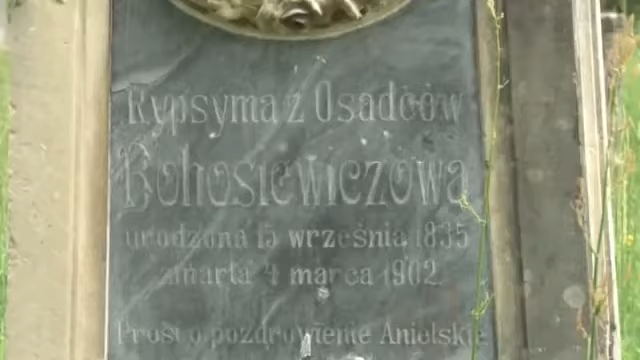 Rypsyma z Osadców
Bohosiewiczowa
urodzona 15 września 1835
zmarła 4 marca 1902
Prosi o pozdrowienie Anielskie